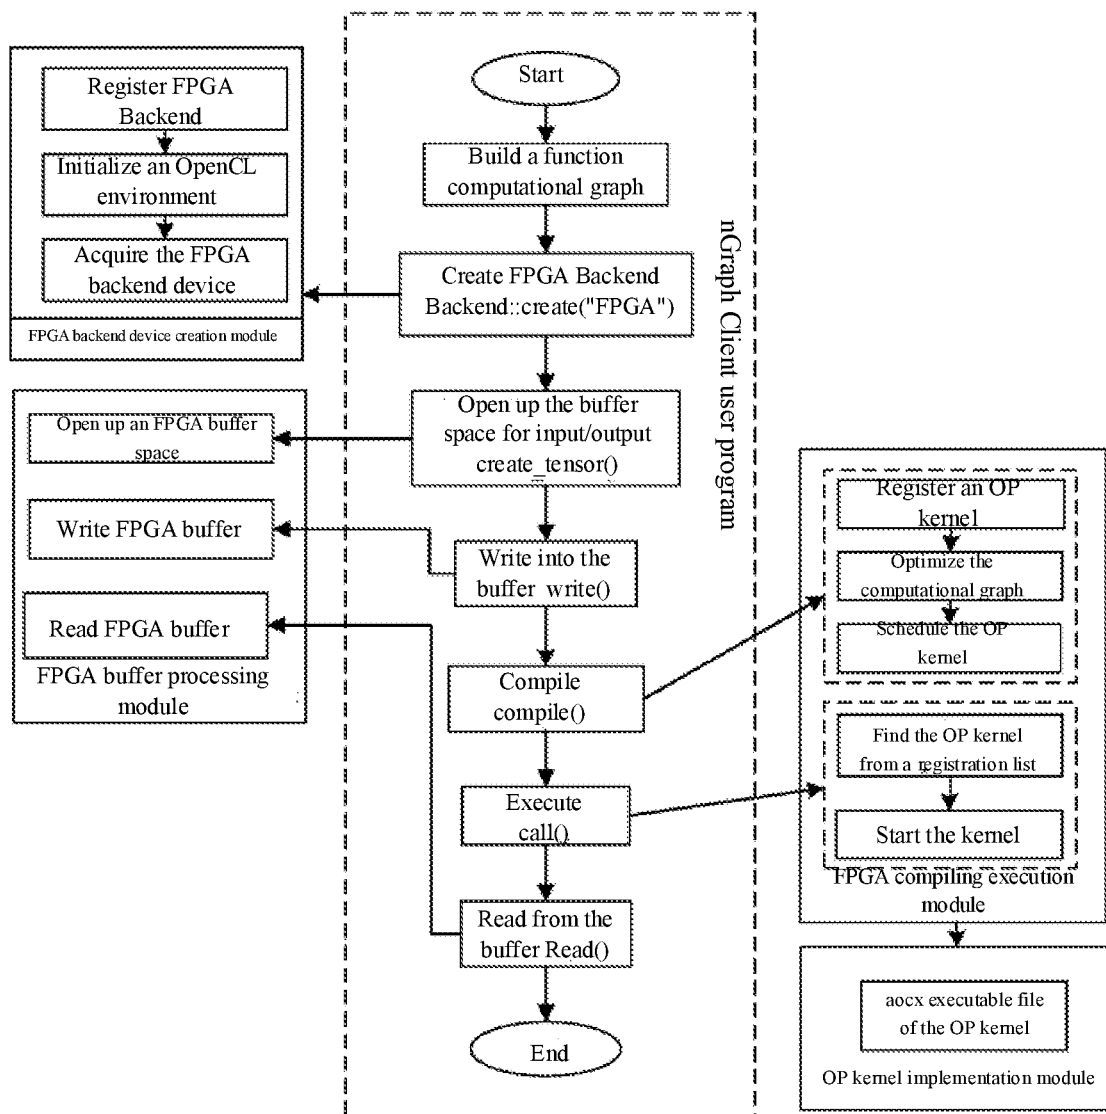 Register FPGA
Backend
Initialize an OpenCL
environment
Acquire the FPGA
backend device
FPGA backend device creation module
Open up an FPGA buffer
space
Write FPGA buffer
Read FPGA buffer
FPGA buffer processing
module
Start
Build a function
computational graph
Create FPGA Backend
Backend::create("FPGA")
Open up the buffer
space for input/output
create_tensor()
Write into the
buffer write()
Compile
compile()
Execute
call()
Read from the
buffer Read()
End
nGraph Client user program
Register an OP
kernel
Optimize the
computational graph
Schedule the OP
kernel
Find the OP kernel
from a registration list
Start the kernel
FPGA compiling execution
module
aocx executable file
of the OP kernel
OP kernel implementation module